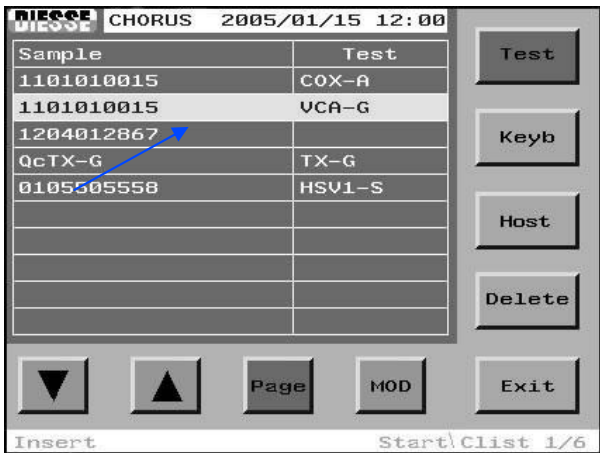 DIESSE CHORUS 2005/01/15 12:00
Sample Test
1101010015 COX-A
1101010015 VCA-G
1204012867
QcTX-G TX-G
0105505558 HSV1-S
Test
Keyb
Host
Delete
Page MOD Exit
Insert Start\Clist 1/6